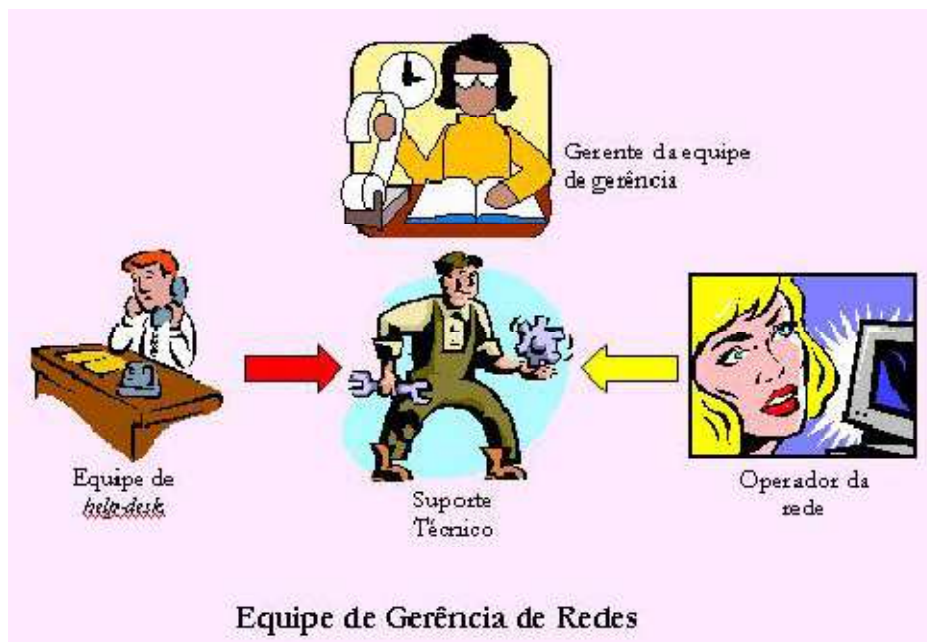 Gerente da equipe
de gerência
Equipe de
help-desk
Suporte
Técnico
Operador da
rede
Equipe de Gerência de Redes